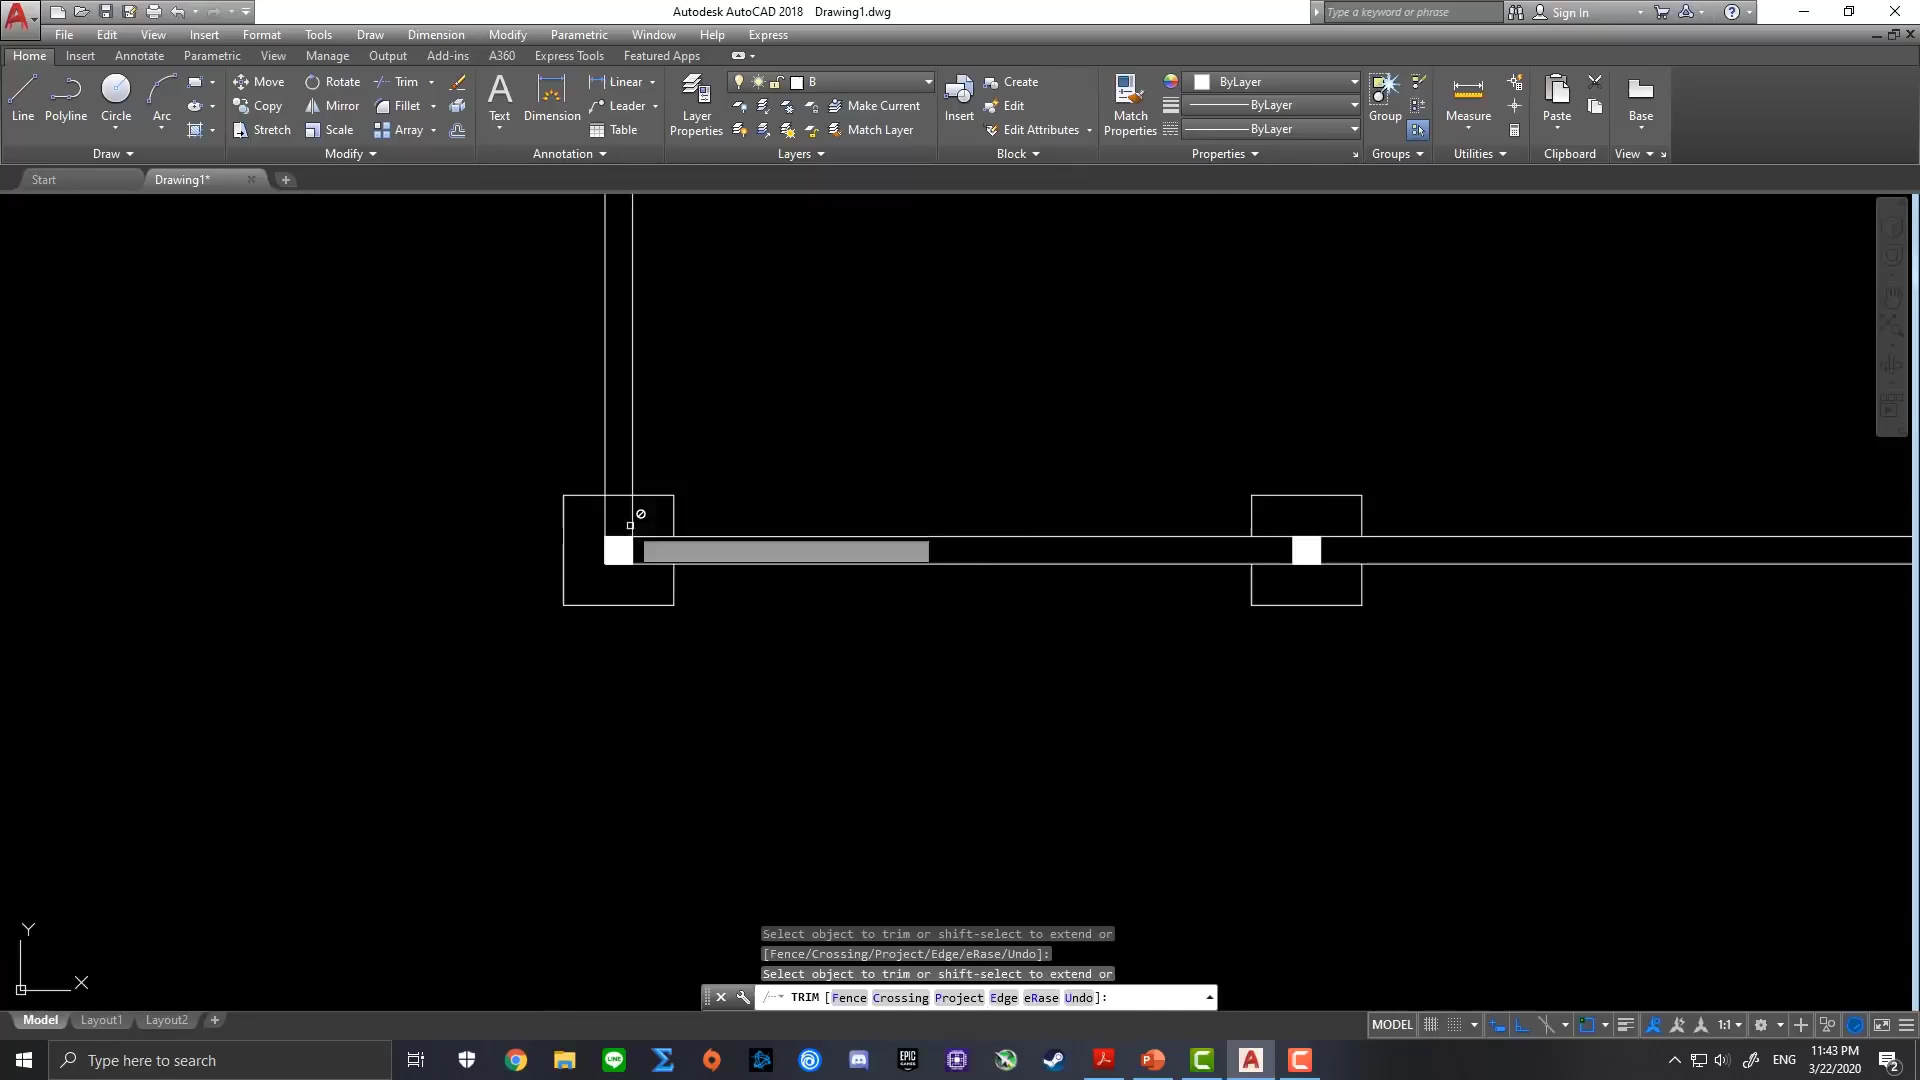 Autodesk AutoCAD 2018 Drawing1.dwg
Type a keyword or phrase
Sign In
File Edit View Insert Format Tools Draw Dimension Modify Parametric Window Help Express
Home Insert Annotate Parametric View Manage Output Add-ins A360 Express Tools Featured Apps
Line Polyline Circle Arc
Draw
Move Rotate Trim
Copy Mirror Fillet
Stretch Scale Array
Modify
Text Dimension
Linear
Leader
Table
Annotation
Layer Properties
B
Make Current
Match Layer
Layers
Insert
Create
Edit
Edit Attributes
Block
Match Properties
ByLayer
ByLayer
ByLayer
Properties
Group
Groups
Measure
Utilities
Paste
Clipboard
Base
View
Start Drawing1*
Y
X
Select object to trim or shift-select to extend or
[Fence/Crossing/Project/Edge/eRase/Undo]:
Select object to trim or shift-select to extend or
TRIM [Fence Crossing Project Edge eRase Undo]:
Model Layout1 Layout2
MODEL
1:1
Type here to search
EPIC GAMES
ENG
11:43 PM
3/22/2020
2